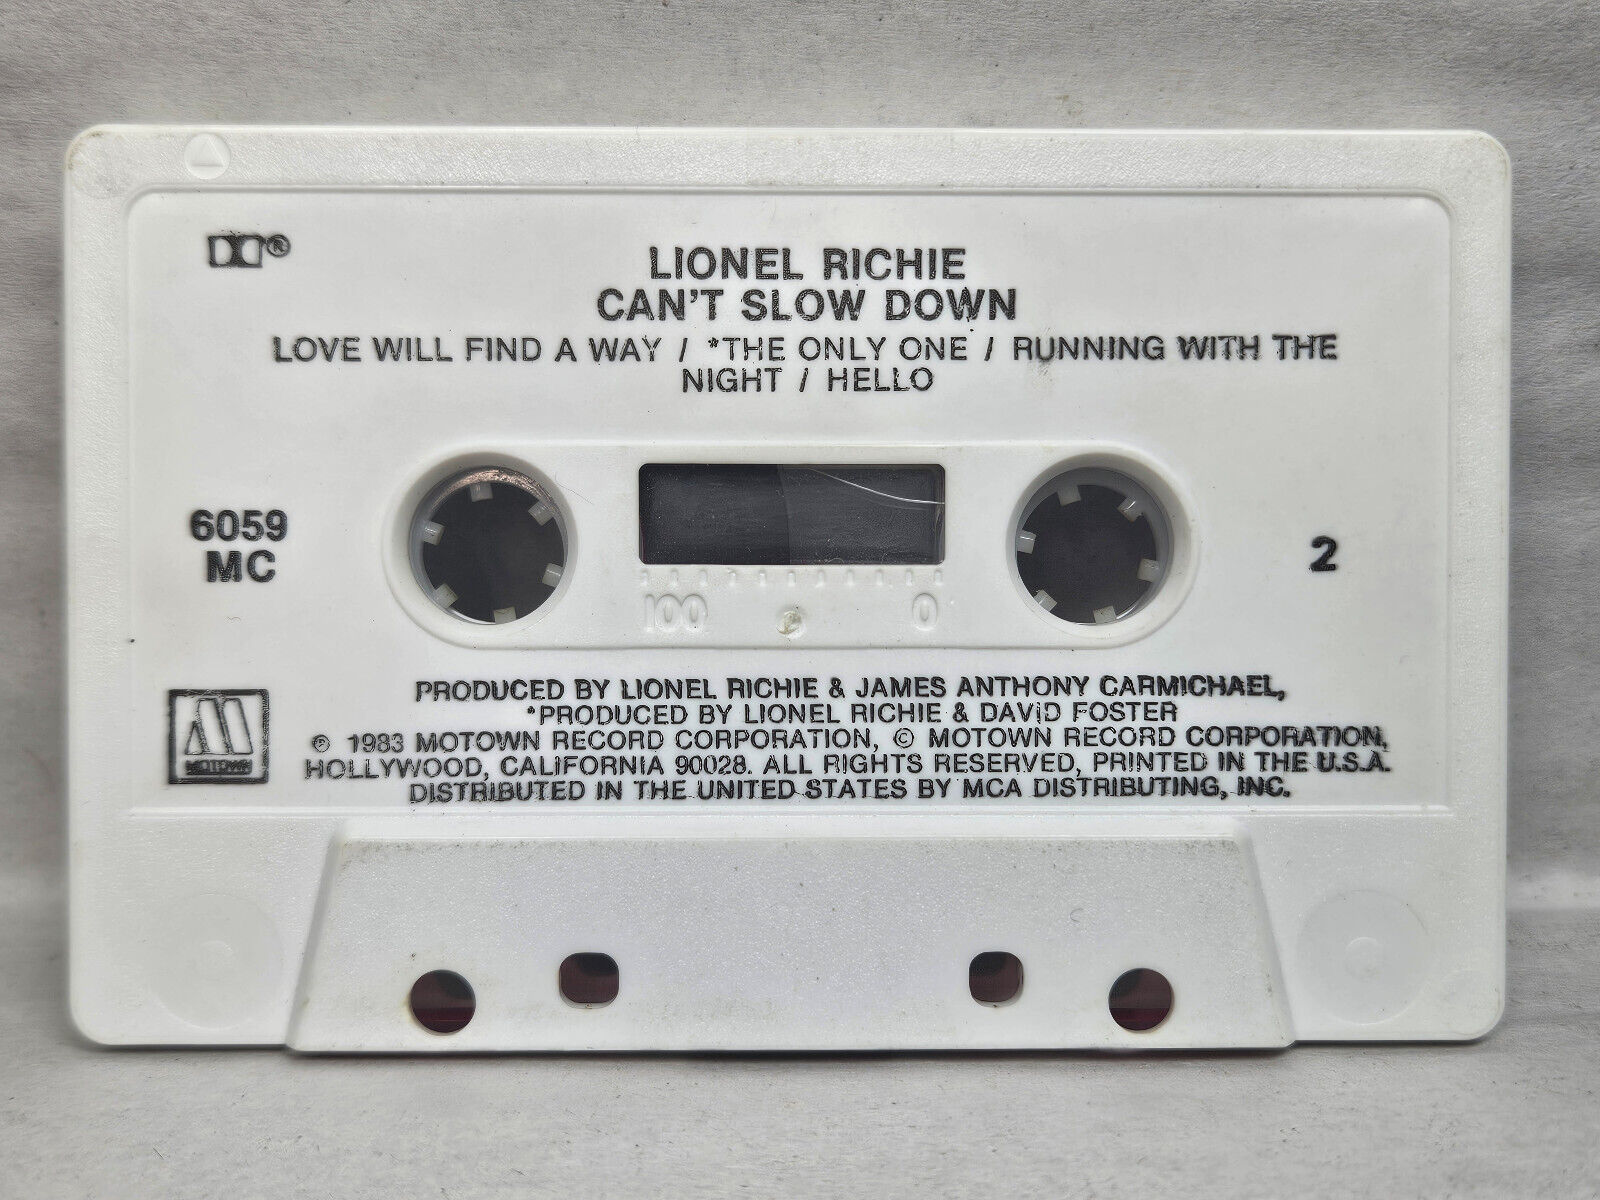 ®
LIONEL RICHIE
CAN'T SLOW DOWN
LOVE WILL FIND A WAY / *THE ONLY ONE / RUNNING WITH THE
NIGHT / HELLO
6059
MC
2
100
0
MOTOWN
PRODUCED BY LIONEL RICHIE & JAMES ANTHONY CARMICHAEL,
*PRODUCED BY LIONEL RICHIE & DAVID FOSTER
℗ 1983 MOTOWN RECORD CORPORATION, © MOTOWN RECORD CORPORATION,
HOLLYWOOD, CALIFORNIA 90028. ALL RIGHTS RESERVED, PRINTED IN THE U.S.A.
DISTRIBUTED IN THE UNITED STATES BY MCA DISTRIBUTING, INC.